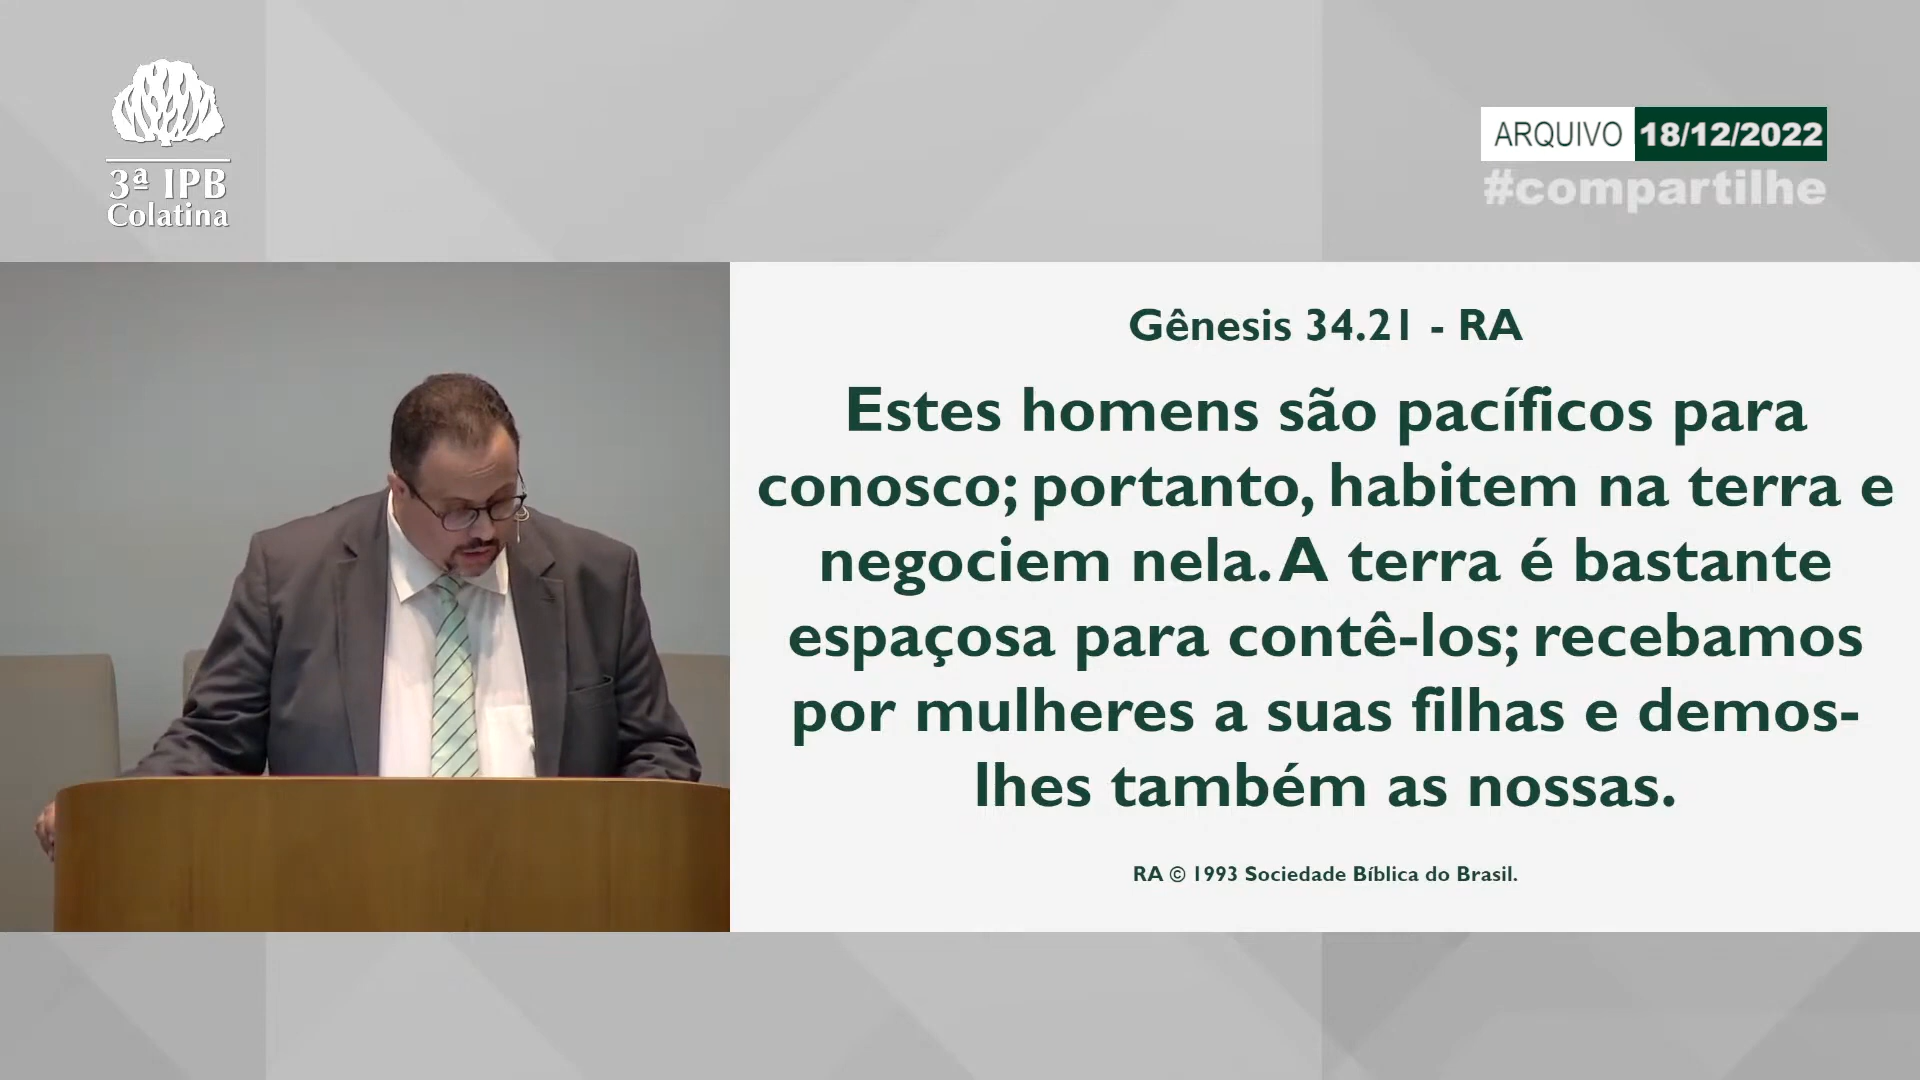 3ª IPB
Colatina
ARQUIVO 18/12/2022
#compartilhe
Gênesis 34.21 - RA
Estes homens são pacíficos para
conosco; portanto, habitem na terra e
negociem nela. A terra é bastante
espaçosa para contê-los; recebamos
por mulheres a suas filhas e demos-
lhes também as nossas.
RA © 1993 Sociedade Bíblica do Brasil.